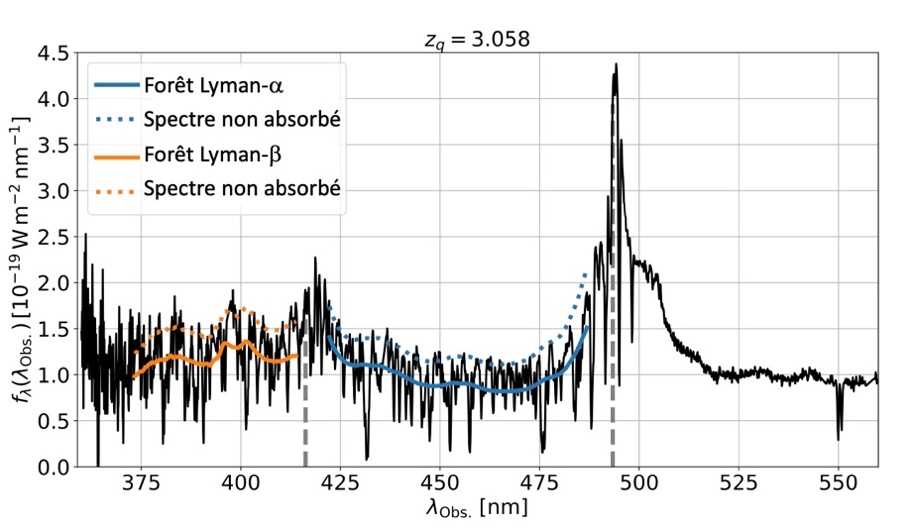 z_q = 3.058
f_λ(λ_Obs.) [10⁻¹⁹ W m⁻² nm⁻¹]
4.5
4.0
3.5
3.0
2.5
2.0
1.5
1.0
0.5
0.0
Forêt Lyman-α
Spectre non absorbé
Forêt Lyman-β
Spectre non absorbé
375 400 425 450 475 500 525 550
λ_Obs. [nm]